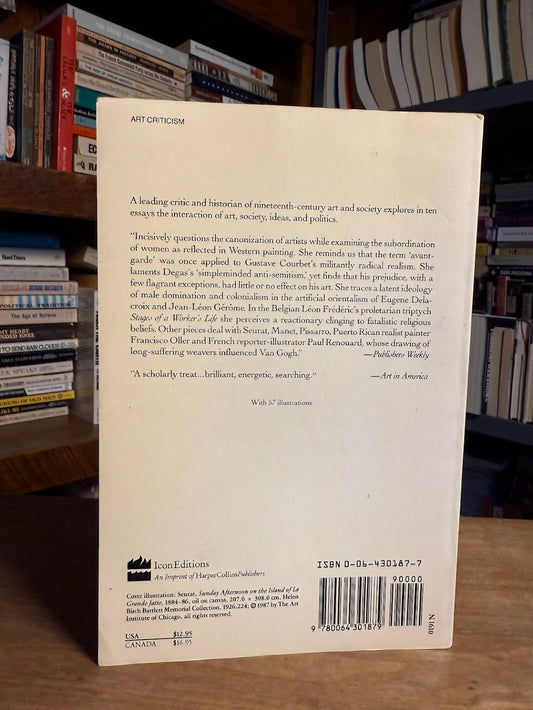 ART CRITICISM
A leading critic and historian of nineteenth-century art and society explores in ten
essays the interaction of art, society, ideas, and politics.
"Incisively questions the canonization of artists while examining the subordination
of women as reflected in Western painting. She reminds us that the term 'avant-
garde' was once applied to Gustave Courbet's militantly radical realism. She
laments Degas's 'simpleminded anti-semitism,' yet finds that his prejudice, with a
few flagrant exceptions, had little or no effect on his art. She traces a latent ideology
of male domination and colonialism in the artificial orientalism of Eugene Dela-
croix and Jean-Léon Gérôme. In the Belgian Léon Frédéric's proletarian triptych
Stages of a Worker's Life she perceives a reactionary clinging to fatalistic religious
beliefs. Other pieces deal with Seurat, Manet, Pissarro, Puerto Rican realist painter
Francisco Oller and French reporter-illustrator Paul Renouard, whose drawing of
long-suffering weavers influenced Van Gogh." —Publishers Weekly
"A scholarly treat...brilliant, energetic, searching." —Art in America
With 57 illustrations
IconEditions
An Imprint of HarperCollinsPublishers
Cover illustration: Seurat, Sunday Afternoon on the Island of La
Grande Jatte, 1884-86, oil on canvas, 207.6 × 308.0 cm, Helen
Birch Bartlett Memorial Collection, 1926.224; © 1987 by The Art
Institute of Chicago, all rights reserved.
USA $12.95
CANADA $16.95
ISBN 0-06-430187-7
90000
9 780064 301879
N 1640
The Age of Reform